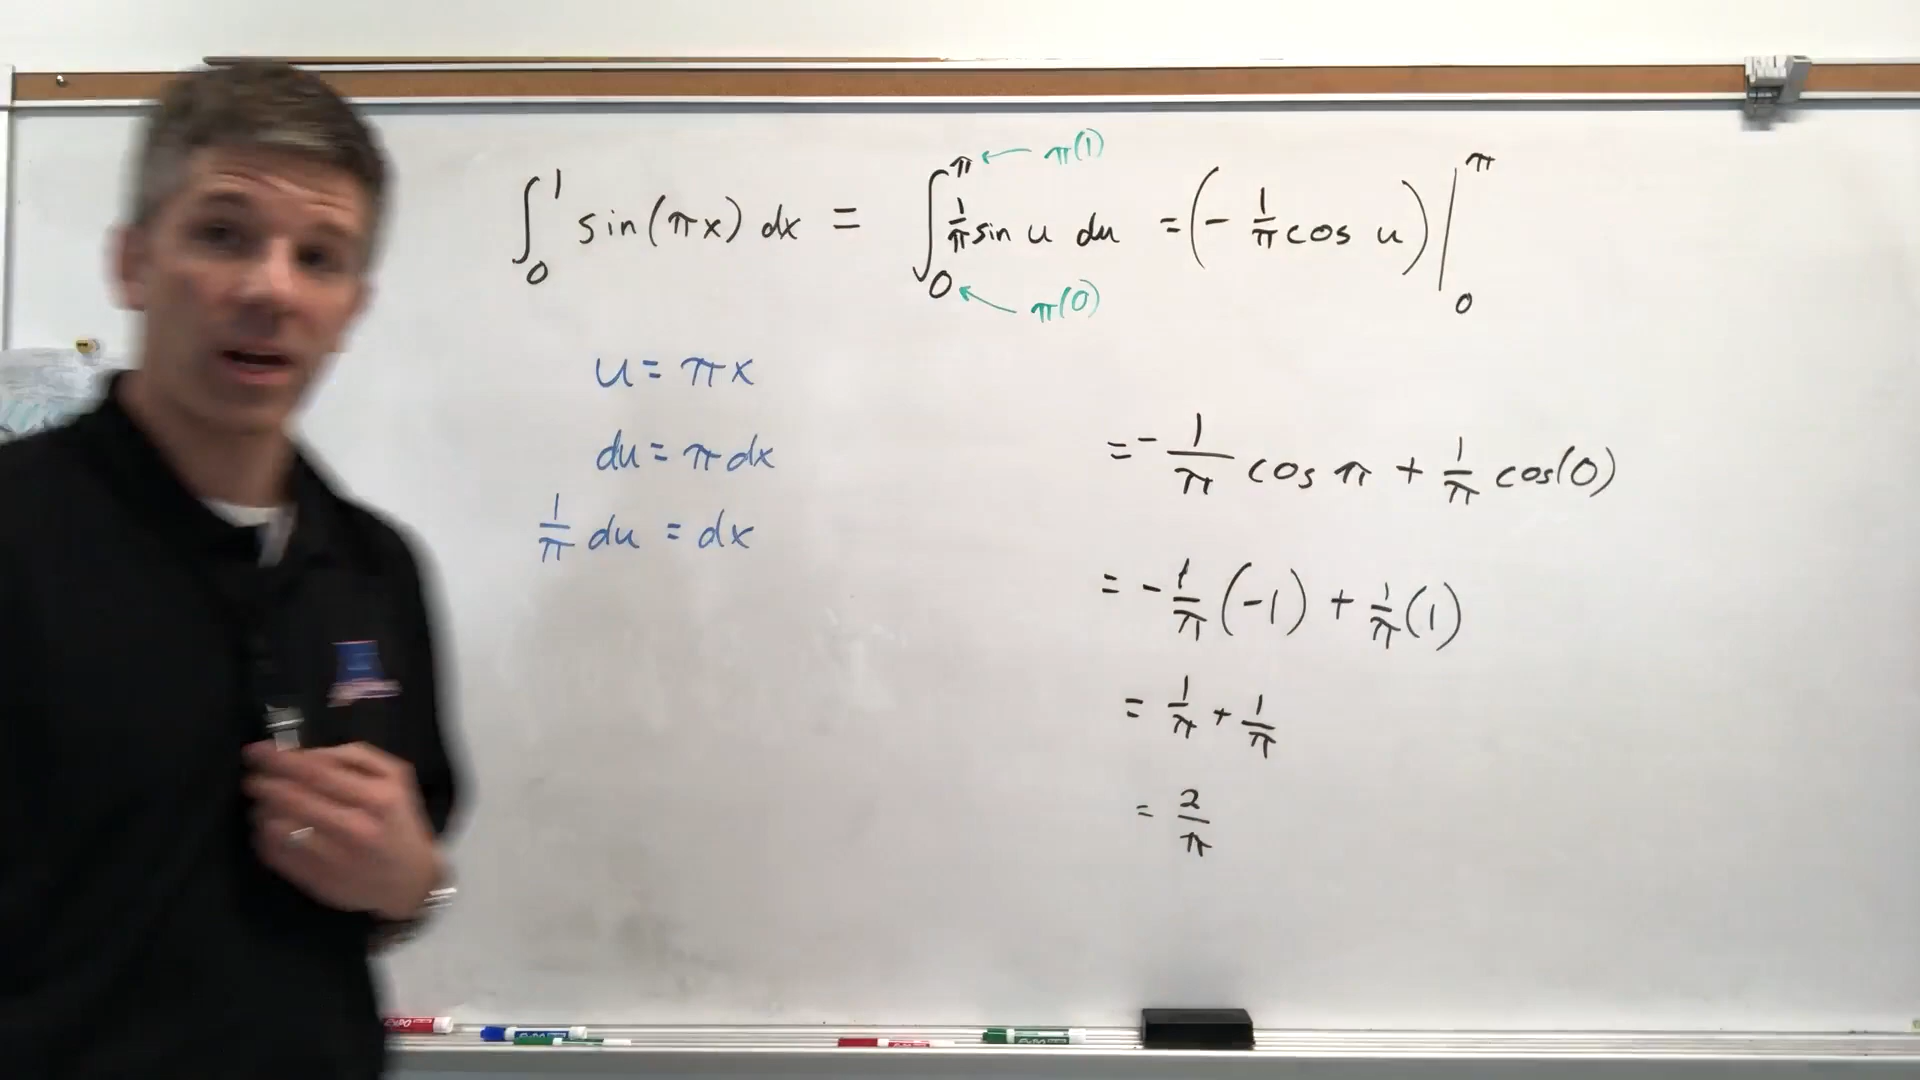 ∫₀¹ sin(πx) dx = ∫₀^π 1/π sin u du = (- 1/π cos u) |₀^π
π(1)
π(0)
u = πx
du = π dx
1/π du = dx
= - 1/π cos π + 1/π cos(0)
= - 1/π (-1) + 1/π (1)
= 1/π + 1/π
= 2/π
EXPO